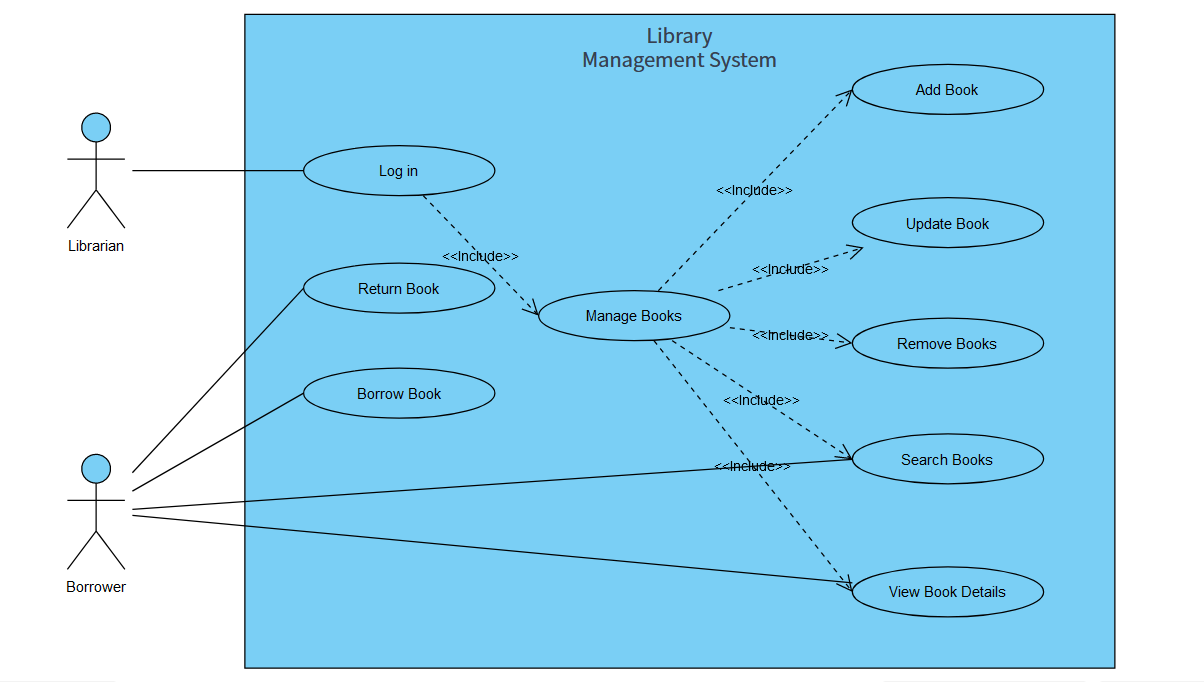 Library
Management System
Add Book
Log in
<<Include>>
Update Book
Librarian
<<Include>>
<<Include>>
Return Book
Manage Books
<<Include>>
Remove Books
Borrow Book
<<Include>>
Search Books
<<Include>>
Borrower
View Book Details